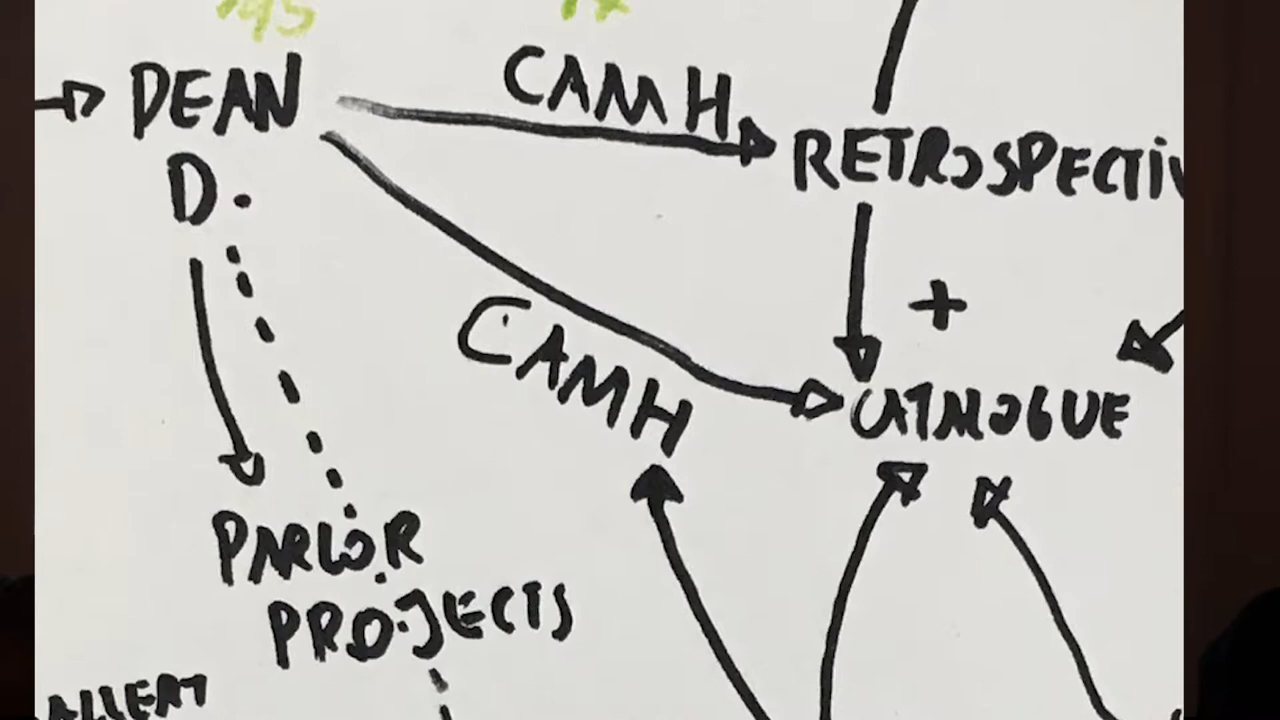 DEAN
D.
CAMH
RETROSPECTIV
CAMH
+
CATALOGUE
PARLOR
PROJECTS